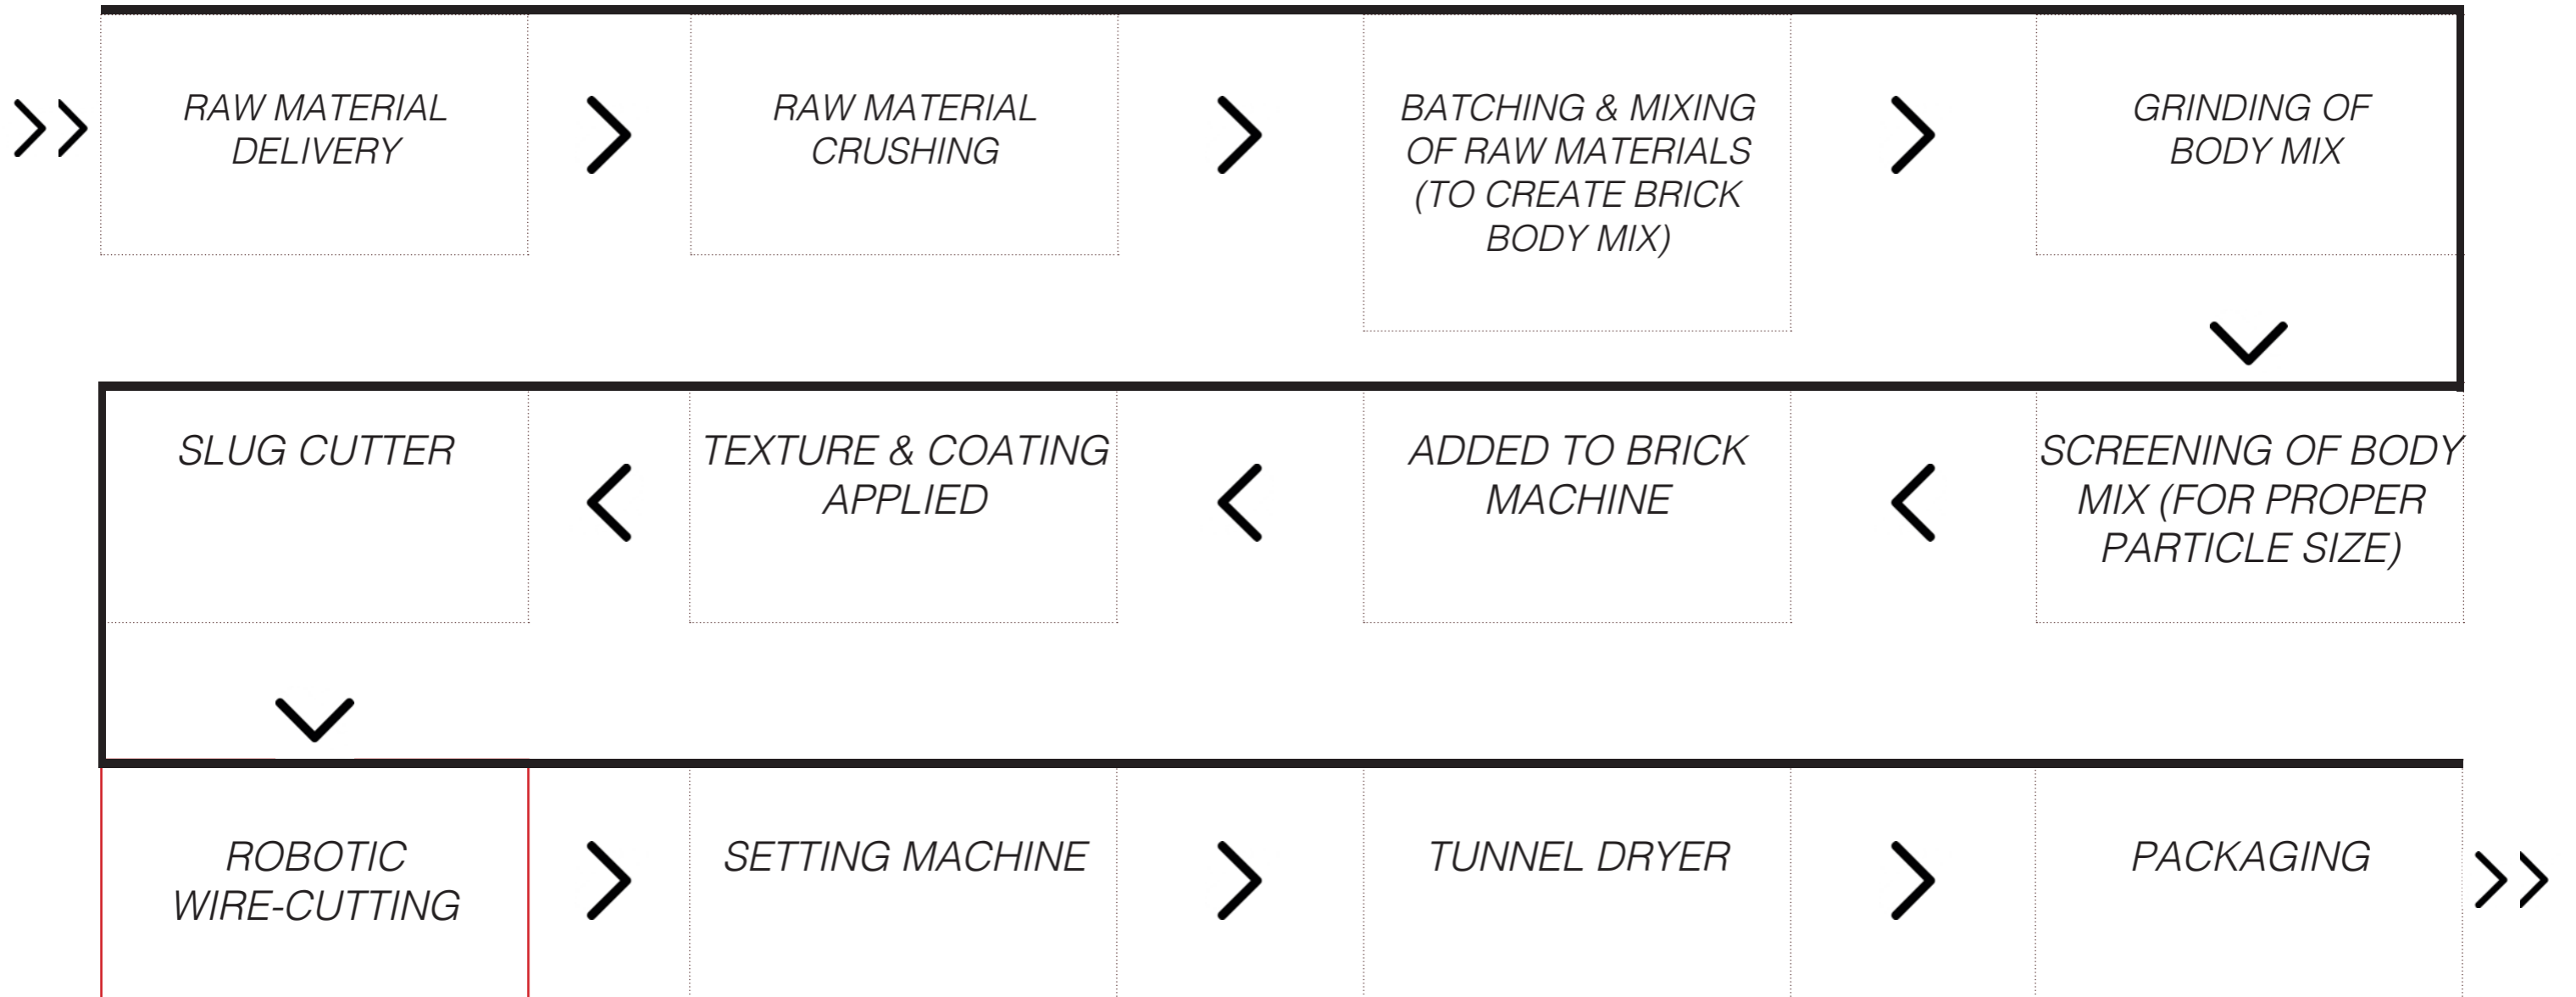 RAW MATERIAL
DELIVERY
RAW MATERIAL
CRUSHING
BATCHING & MIXING
OF RAW MATERIALS
(TO CREATE BRICK
BODY MIX)
GRINDING OF
BODY MIX
SCREENING OF BODY
MIX (FOR PROPER
PARTICLE SIZE)
ADDED TO BRICK
MACHINE
TEXTURE & COATING
APPLIED
SLUG CUTTER
ROBOTIC
WIRE-CUTTING
SETTING MACHINE
TUNNEL DRYER
PACKAGING